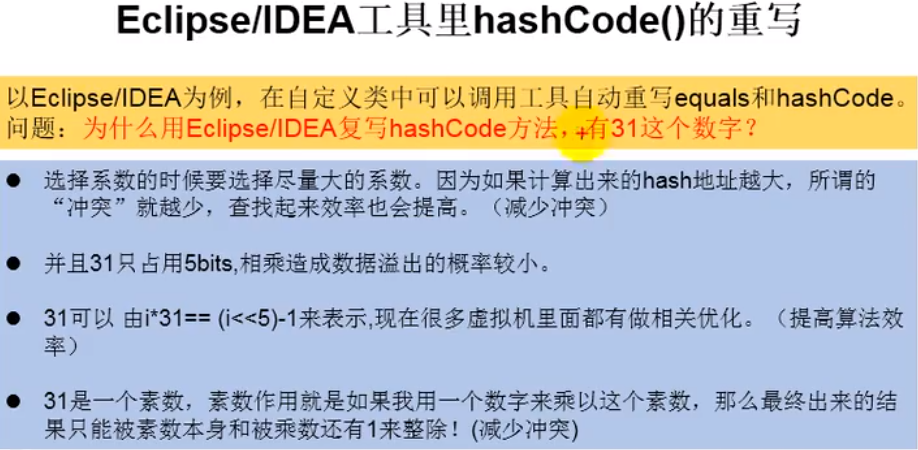 Eclipse/IDEA工具里hashCode()的重写
以Eclipse/IDEA为例，在自定义类中可以调用工具自动重写equals和hashCode。
问题：为什么用Eclipse/IDEA复写hashCode方法，有31这个数字？
● 选择系数的时候要选择尽量大的系数。因为如果计算出来的hash地址越大，所谓的
“冲突”就越少，查找起来效率也会提高。（减少冲突）
● 并且31只占用5bits,相乘造成数据溢出的概率较小。
● 31可以 由i*31== (i<<5)-1来表示,现在很多虚拟机里面都有做相关优化。（提高算法效
率）
● 31是一个素数，素数作用就是如果我用一个数字来乘以这个素数，那么最终出来的结
果只能被素数本身和被乘数还有1来整除！(减少冲突)